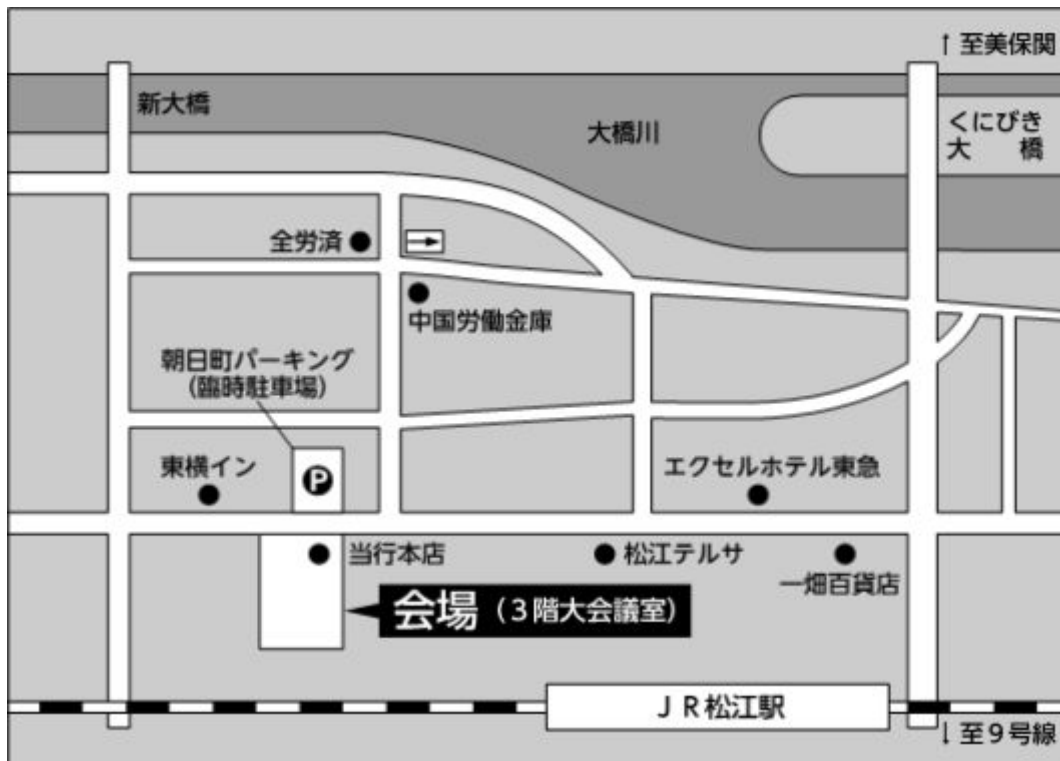 ↑至美保関
新大橋
大橋川
くにびき
大　橋
全労済
→
中国労働金庫
朝日町パーキング
（臨時駐車場）
P
東横イン
エクセルホテル東急
当行本店
松江テルサ
一畑百貨店
会場（３階大会議室）
ＪＲ松江駅
↓至９号線